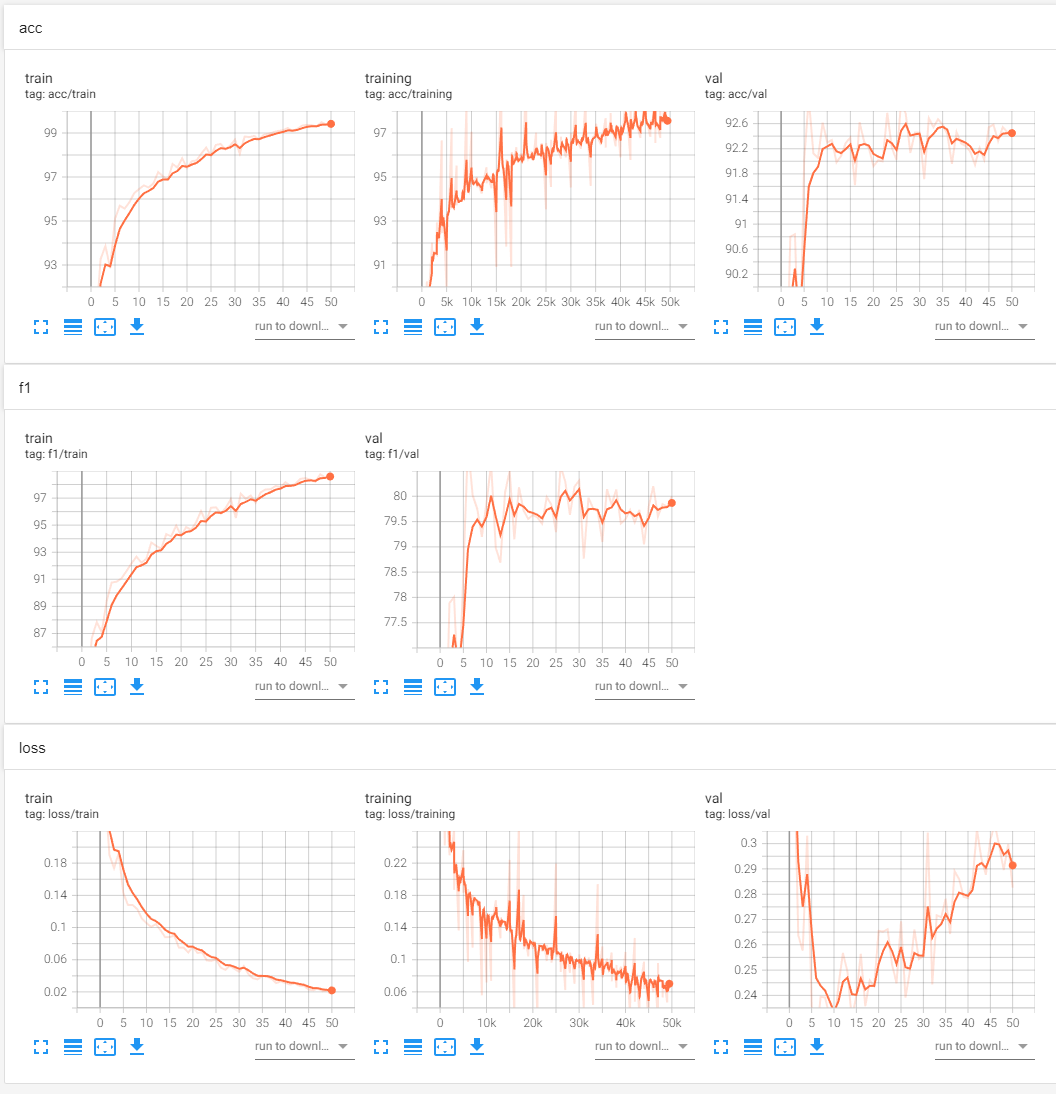 acc
train
tag: acc/train
99
97
95
93
0 5 10 15 20 25 30 35 40 45 50
run to downl...
training
tag: acc/training
97
95
93
91
0 5k 10k 15k 20k 25k 30k 35k 40k 45k 50k
run to downl...
val
tag: acc/val
92.6
92.2
91.8
91.4
91
90.6
90.2
0 5 10 15 20 25 30 35 40 45 50
run to downl...
f1
train
tag: f1/train
97
95
93
91
89
87
0 5 10 15 20 25 30 35 40 45 50
run to downl...
val
tag: f1/val
80
79.5
79
78.5
78
77.5
0 5 10 15 20 25 30 35 40 45 50
run to downl...
loss
train
tag: loss/train
0.18
0.14
0.1
0.06
0.02
0 5 10 15 20 25 30 35 40 45 50
run to downl...
training
tag: loss/training
0.22
0.18
0.14
0.1
0.06
0 10k 20k 30k 40k 50k
run to downl...
val
tag: loss/val
0.3
0.29
0.28
0.27
0.26
0.25
0.24
0 5 10 15 20 25 30 35 40 45 50
run to downl...